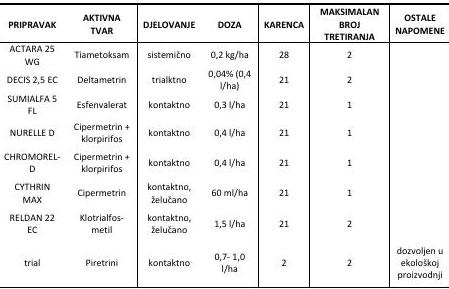 PRIPRAVAK AKTIVNA TVAR DJELOVANJE DOZA KARENCA MAKSIMALAN BROJ TRETIRANJA OSTALE NAPOMENE
ACTARA 25 WG Tiametoksam sistemično 0,2 kg/ha 28 2
DECIS 2,5 EC Deltametrin trialktno 0,04% (0,4 l/ha) 21 2
SUMIALFA 5 FL Esfenvalerat kontaktno 0,3 l/ha 21 1
NURELLE D Cipermetrin + klorpirifos kontaktno 0,4 l/ha 21 1
CHROMOREL-D Cipermetrin + klorpirifos kontaktno 0,4 l/ha 21 1
CYTHRIN MAX Cipermetrin kontaktno, želučano 60 ml/ha 21 1
RELDAN 22 EC Klotrialfos-metil kontaktno, želučano 1,5 l/ha 21 2
trial Piretrini kontaktno 0,7- 1,0 l/ha 2 2 dozvoljen u ekološkoj proizvodnji